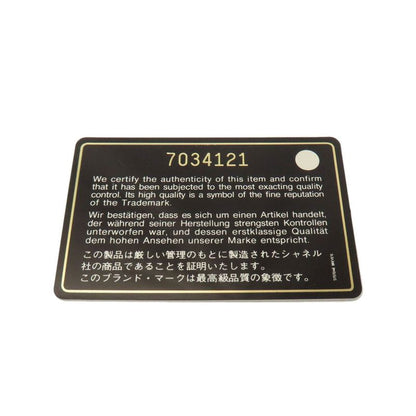 7034121
We certify the authenticity of this item and confirm
that it has been subjected to the most exacting quality
control. Its high quality is a symbol of the fine reputation
of the Trademark.
Wir bestätigen, dass es sich um einen Artikel handelt,
der während seiner Herstellung strengsten Kontrollen
unterworfen war, und dessen erstklassige Qualität
dem hohen Ansehen unserer Marke entspricht.
この製品は厳しい管理のもとに製造されたシャネル
社の商品であることを証明いたします。
このブランド・マークは最高級品質の象徴です。